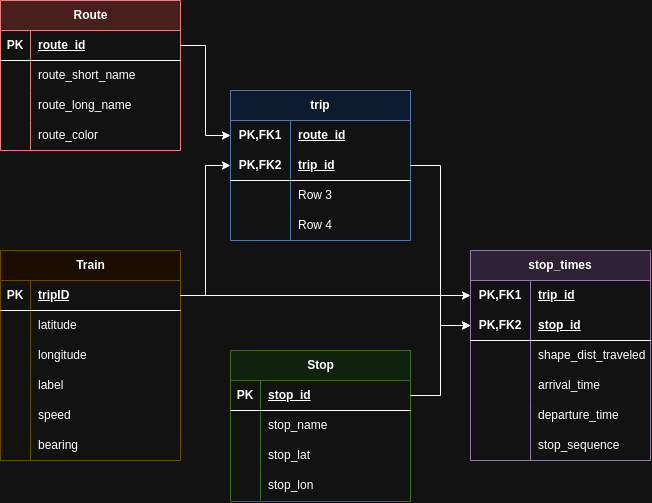 Route
PK route_id
route_short_name
route_long_name
route_color
trip
PK,FK1 route_id
PK,FK2 trip_id
Row 3
Row 4
Train
PK tripID
latitude
longitude
label
speed
bearing
Stop
PK stop_id
stop_name
stop_lat
stop_lon
stop_times
PK,FK1 trip_id
PK,FK2 stop_id
shape_dist_traveled
arrival_time
departure_time
stop_sequence